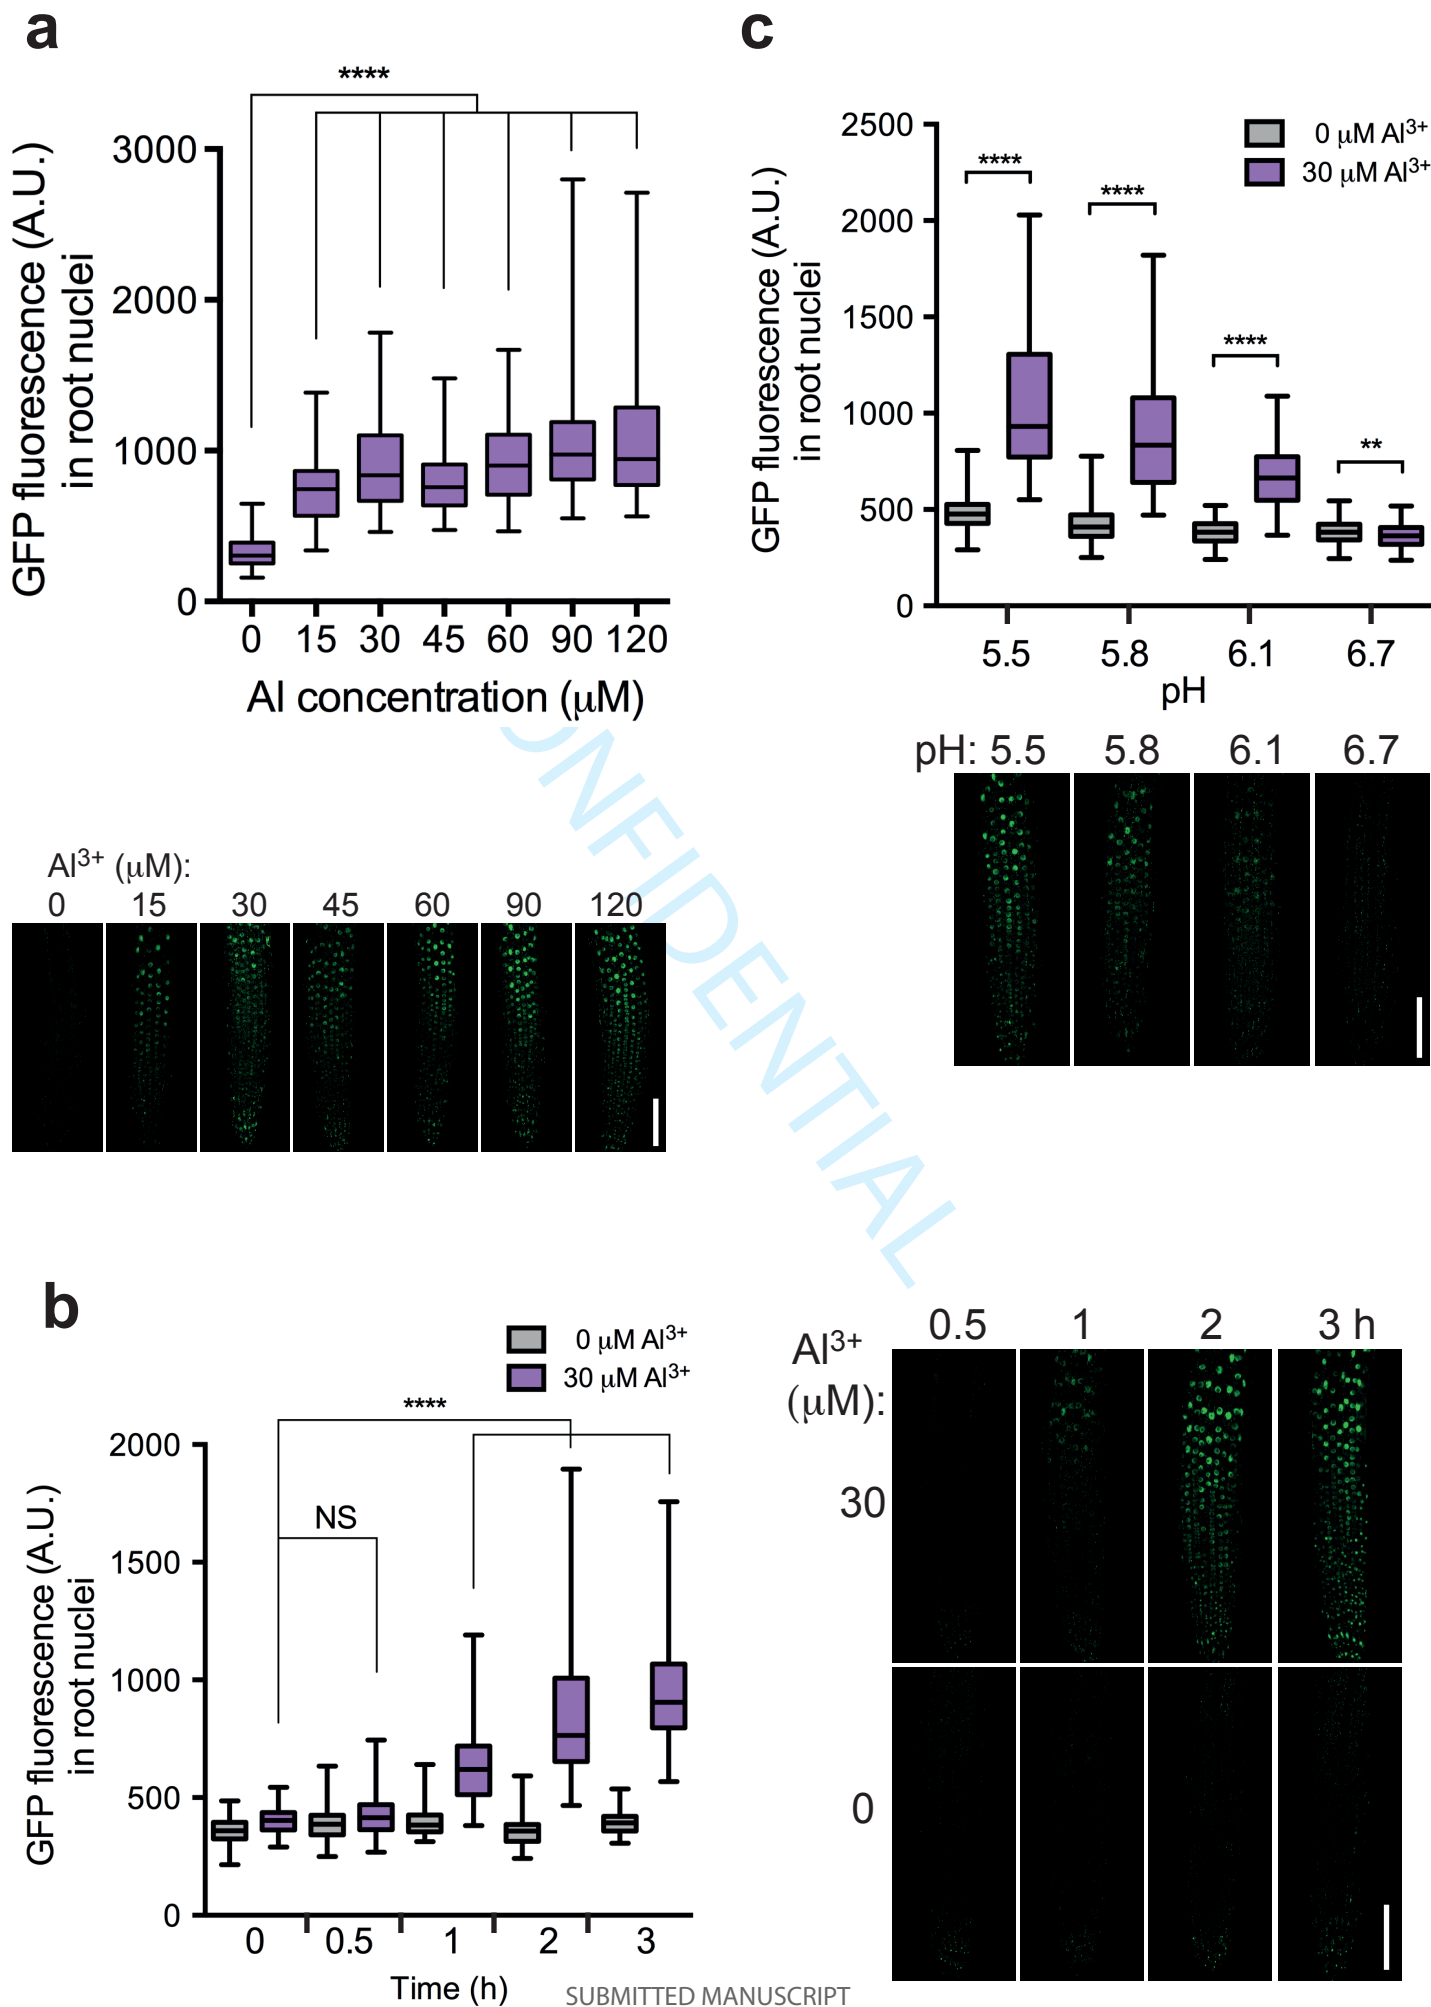 a
****
GFP fluorescence (A.U.)
in root nuclei
3000
2000
1000
0
0 15 30 45 60 90 120
Al concentration (μM)
Al3+ (μM):
0 15 30 45 60 90 120
c
0 μM Al3+
30 μM Al3+
GFP fluorescence (A.U.)
in root nuclei
2500
2000
1500
1000
500
0
****
****
****
**
5.5 5.8 6.1 6.7
pH
pH: 5.5 5.8 6.1 6.7
ONFIDENTIAL
b
0 μM Al3+
30 μM Al3+
****
NS
GFP fluorescence (A.U.)
in root nuclei
2000
1500
1000
500
0
0 0.5 1 2 3
Time (h)
Al3+
(μM):
0.5 1 2 3 h
30
0
SUBMITTED MANUSCRIPT